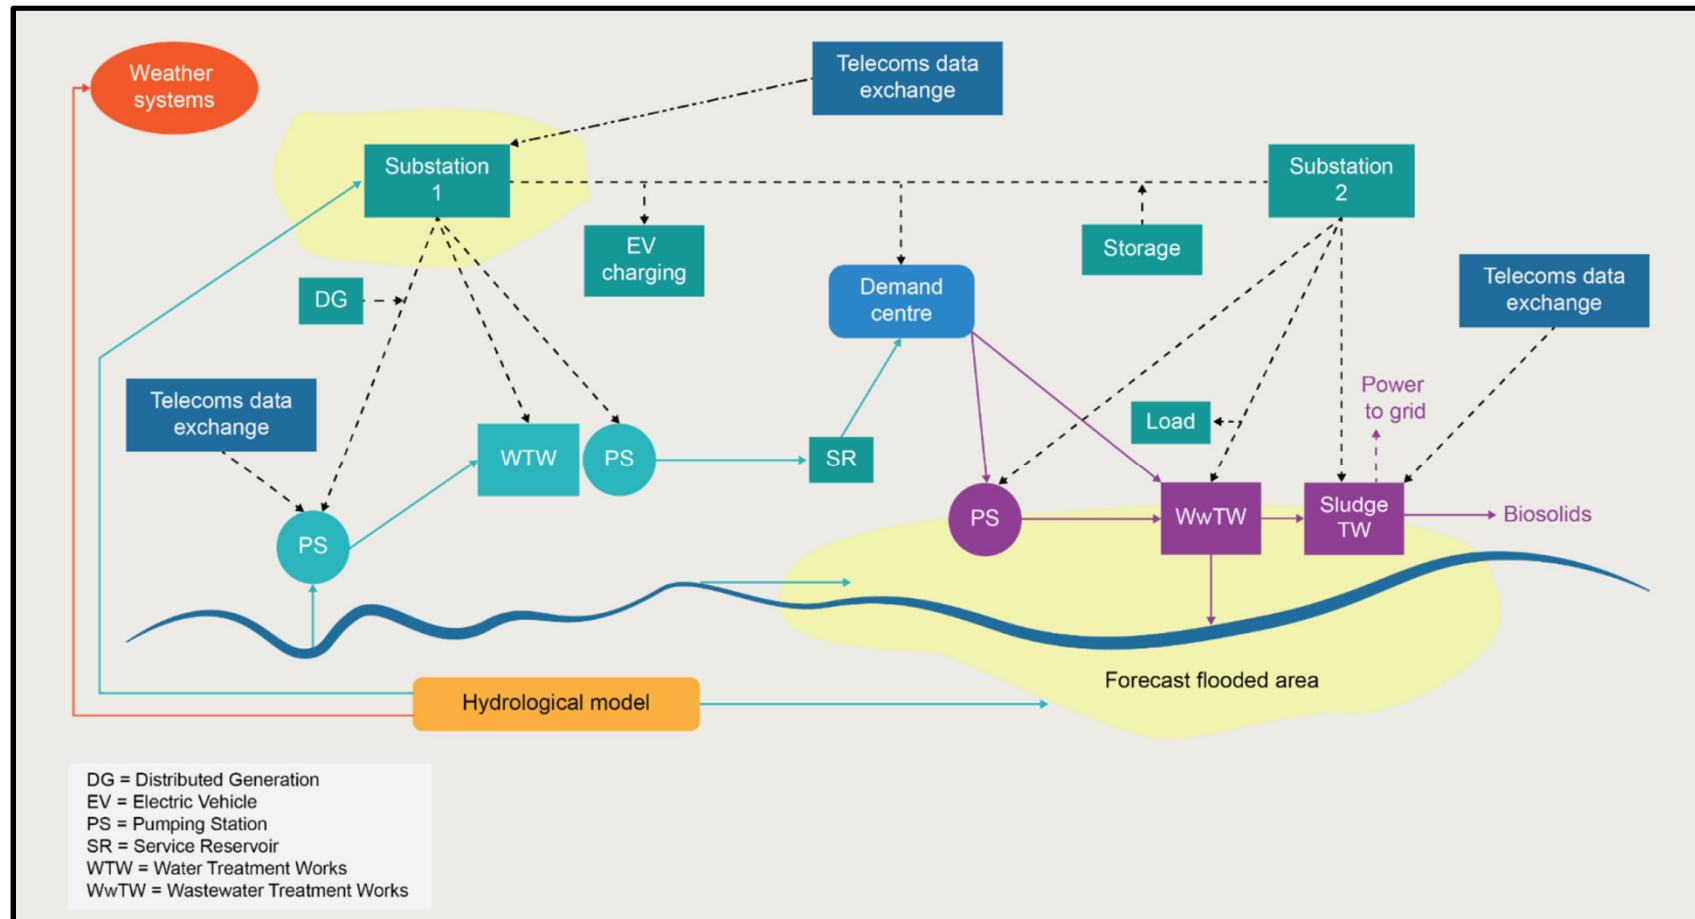 Weather
systems
Telecoms data
exchange
Substation
1
Substation
2
EV
charging
Storage
DG
Demand
centre
Telecoms data
exchange
Telecoms data
exchange
Power
to grid
Load
WTW
PS
SR
PS
PS
WwTW
Sludge
TW
Biosolids
Forecast flooded area
Hydrological model
DG = Distributed Generation
EV = Electric Vehicle
PS = Pumping Station
SR = Service Reservoir
WTW = Water Treatment Works
WwTW = Wastewater Treatment Works